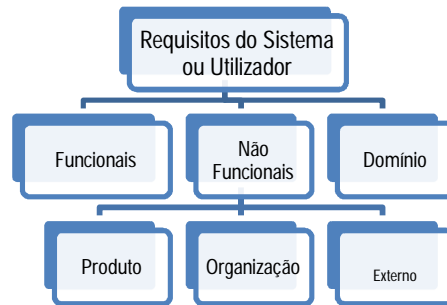 Requisitos do Sistema
ou Utilizador
Funcionais
Não
Funcionais
Domínio
Produto
Organização
Externo